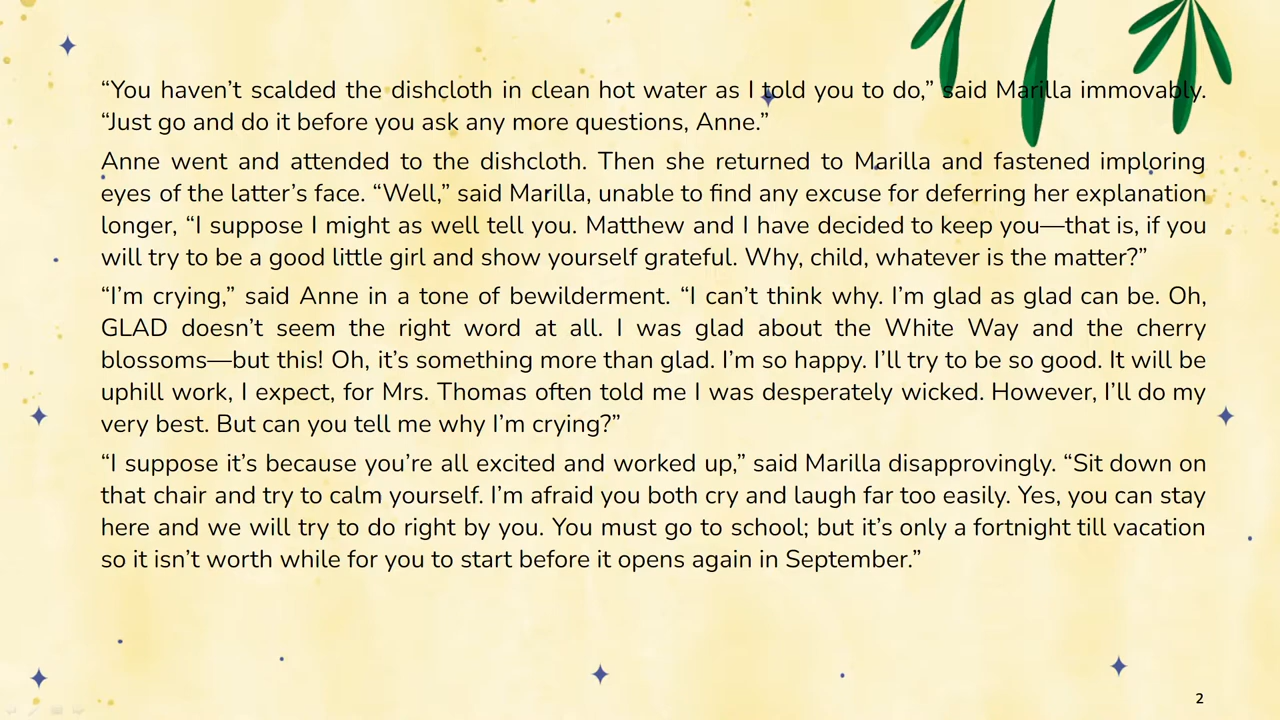 “You haven’t scalded the dishcloth in clean hot water as I told you to do,” said Marilla immovably.
“Just go and do it before you ask any more questions, Anne.”
Anne went and attended to the dishcloth. Then she returned to Marilla and fastened imploring
eyes of the latter’s face. “Well,” said Marilla, unable to find any excuse for deferring her explanation
longer, “I suppose I might as well tell you. Matthew and I have decided to keep you—that is, if you
will try to be a good little girl and show yourself grateful. Why, child, whatever is the matter?”
“I’m crying,” said Anne in a tone of bewilderment. “I can’t think why. I’m glad as glad can be. Oh,
GLAD doesn’t seem the right word at all. I was glad about the White Way and the cherry
blossoms—but this! Oh, it’s something more than glad. I’m so happy. I’ll try to be so good. It will be
uphill work, I expect, for Mrs. Thomas often told me I was desperately wicked. However, I’ll do my
very best. But can you tell me why I’m crying?”
“I suppose it’s because you’re all excited and worked up,” said Marilla disapprovingly. “Sit down on
that chair and try to calm yourself. I’m afraid you both cry and laugh far too easily. Yes, you can stay
here and we will try to do right by you. You must go to school; but it’s only a fortnight till vacation
so it isn’t worth while for you to start before it opens again in September.”
2